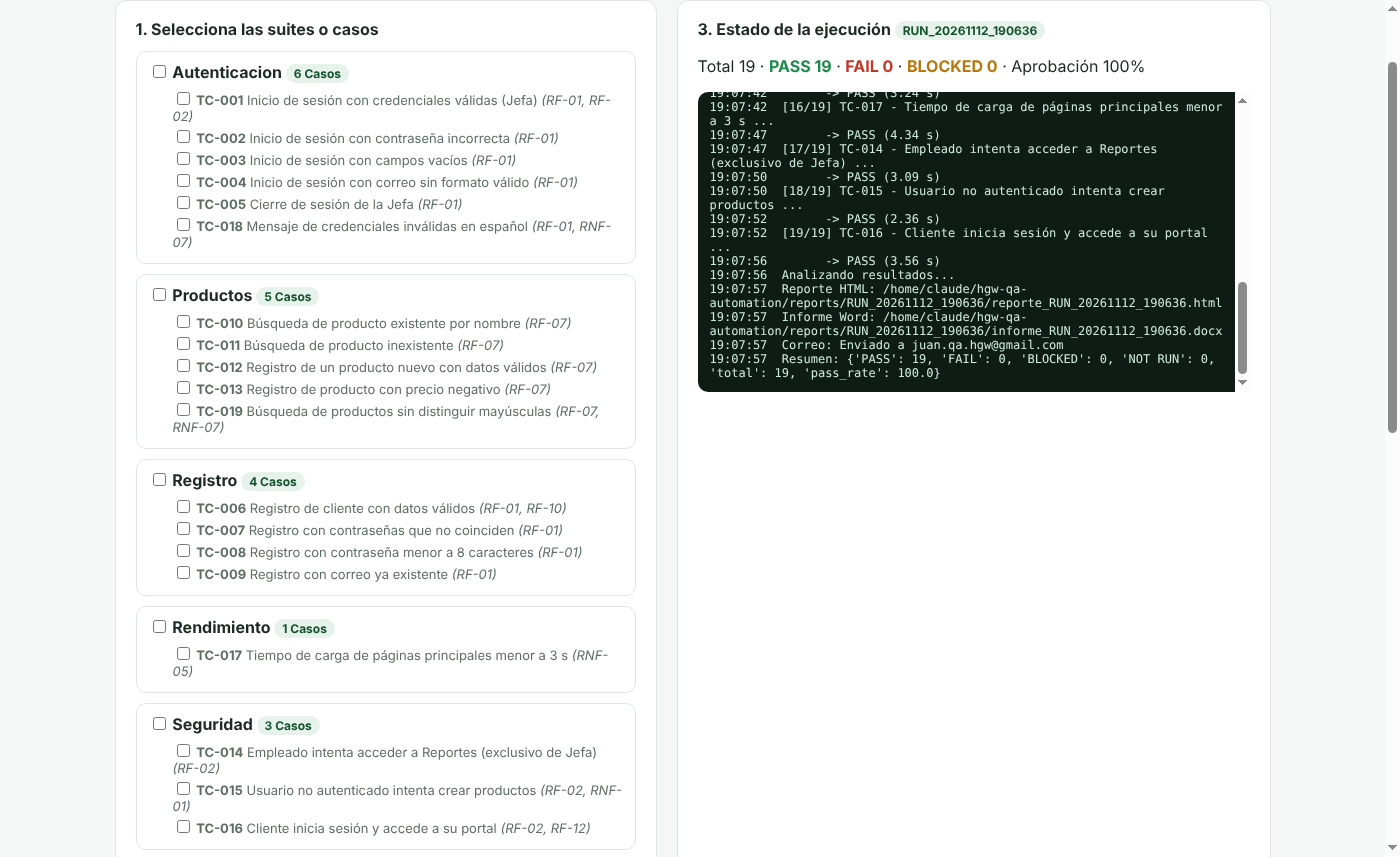 1. Selecciona las suites o casos
Autenticacion 6 Casos
TC-001 Inicio de sesión con credenciales válidas (Jefa) (RF-01, RF-
02)
TC-002 Inicio de sesión con contraseña incorrecta (RF-01)
TC-003 Inicio de sesión con campos vacíos (RF-01)
TC-004 Inicio de sesión con correo sin formato válido (RF-01)
TC-005 Cierre de sesión de la Jefa (RF-01)
TC-018 Mensaje de credenciales inválidas en español (RF-01, RNF-
07)
Productos 5 Casos
TC-010 Búsqueda de producto existente por nombre (RF-07)
TC-011 Búsqueda de producto inexistente (RF-07)
TC-012 Registro de un producto nuevo con datos válidos (RF-07)
TC-013 Registro de producto con precio negativo (RF-07)
TC-019 Búsqueda de productos sin distinguir mayúsculas (RF-07,
RNF-07)
Registro 4 Casos
TC-006 Registro de cliente con datos válidos (RF-01, RF-10)
TC-007 Registro con contraseñas que no coinciden (RF-01)
TC-008 Registro con contraseña menor a 8 caracteres (RF-01)
TC-009 Registro con correo ya existente (RF-01)
Rendimiento 1 Casos
TC-017 Tiempo de carga de páginas principales menor a 3 s (RNF-
05)
Seguridad 3 Casos
TC-014 Empleado intenta acceder a Reportes (exclusivo de Jefa)
(RF-02)
TC-015 Usuario no autenticado intenta crear productos (RF-02, RNF-
01)
TC-016 Cliente inicia sesión y accede a su portal (RF-02, RF-12)
3. Estado de la ejecución RUN_20261112_190636
Total 19 · PASS 19 · FAIL 0 · BLOCKED 0 · Aprobación 100%
19:07:42 -> PASS (3.24 s)
19:07:42 [16/19] TC-017 - Tiempo de carga de páginas principales menor
a 3 s ...
19:07:47 -> PASS (4.34 s)
19:07:47 [17/19] TC-014 - Empleado intenta acceder a Reportes
(exclusivo de Jefa) ...
19:07:50 -> PASS (3.09 s)
19:07:50 [18/19] TC-015 - Usuario no autenticado intenta crear
productos ...
19:07:52 -> PASS (2.36 s)
19:07:52 [19/19] TC-016 - Cliente inicia sesión y accede a su portal
...
19:07:56 -> PASS (3.56 s)
19:07:56 Analizando resultados...
19:07:57 Reporte HTML: /home/claude/hgw-qa-
automation/reports/RUN_20261112_190636/reporte_RUN_20261112_190636.html
19:07:57 Informe Word: /home/claude/hgw-qa-
automation/reports/RUN_20261112_190636/informe_RUN_20261112_190636.docx
19:07:57 Correo: Enviado a juan.qa.hgw@gmail.com
19:07:57 Resumen: {'PASS': 19, 'FAIL': 0, 'BLOCKED': 0, 'NOT RUN': 0,
'total': 19, 'pass_rate': 100.0}